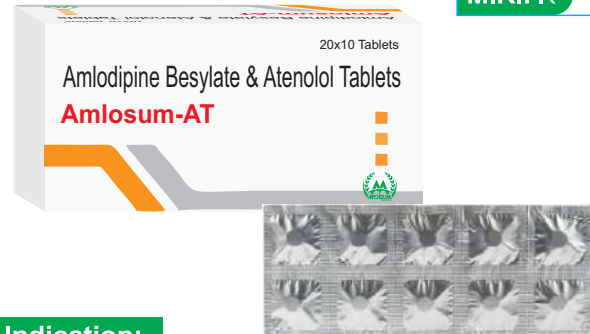 20x10 Tablets
Amlodipine Besylate & Atenolol Tablets
Amlosum-AT
Indication: